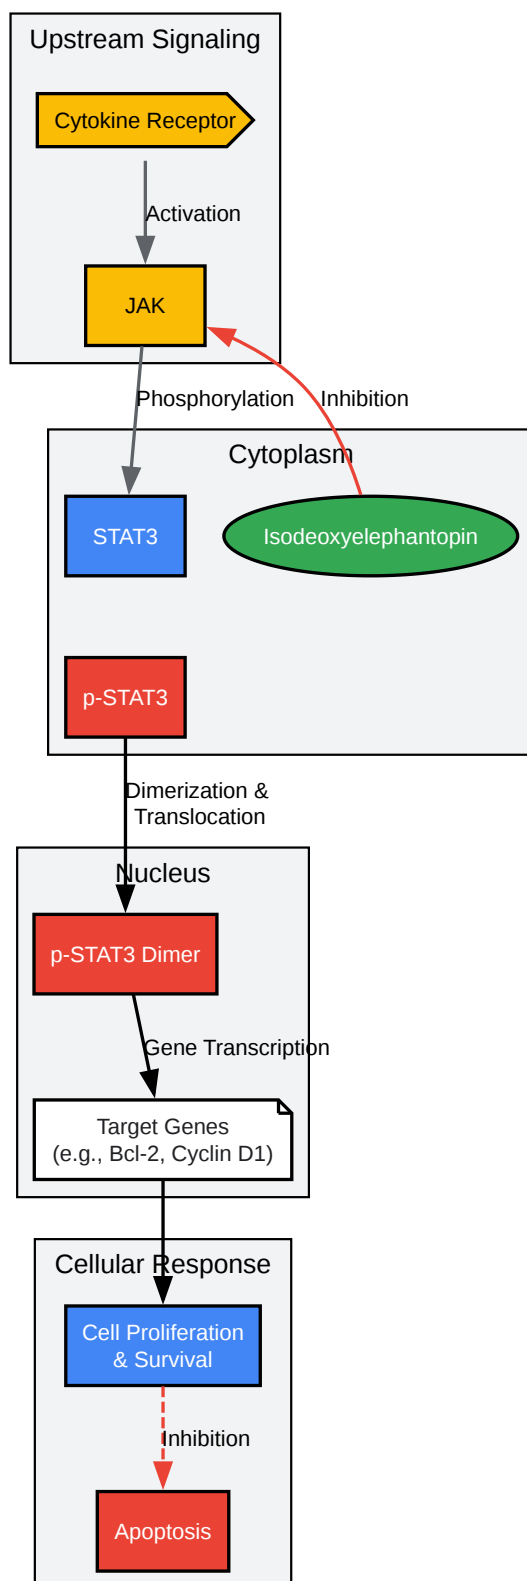 Upstream Signaling
Cytokine Receptor
Activation
JAK
Phosphorylation
Inhibition
Cytoplasm
STAT3
Isodeoxyelephantopin
p-STAT3
Dimerization &
Translocation
Nucleus
p-STAT3 Dimer
Gene Transcription
Target Genes
(e.g., Bcl-2, Cyclin D1)
Cellular Response
Cell Proliferation
& Survival
Inhibition
Apoptosis